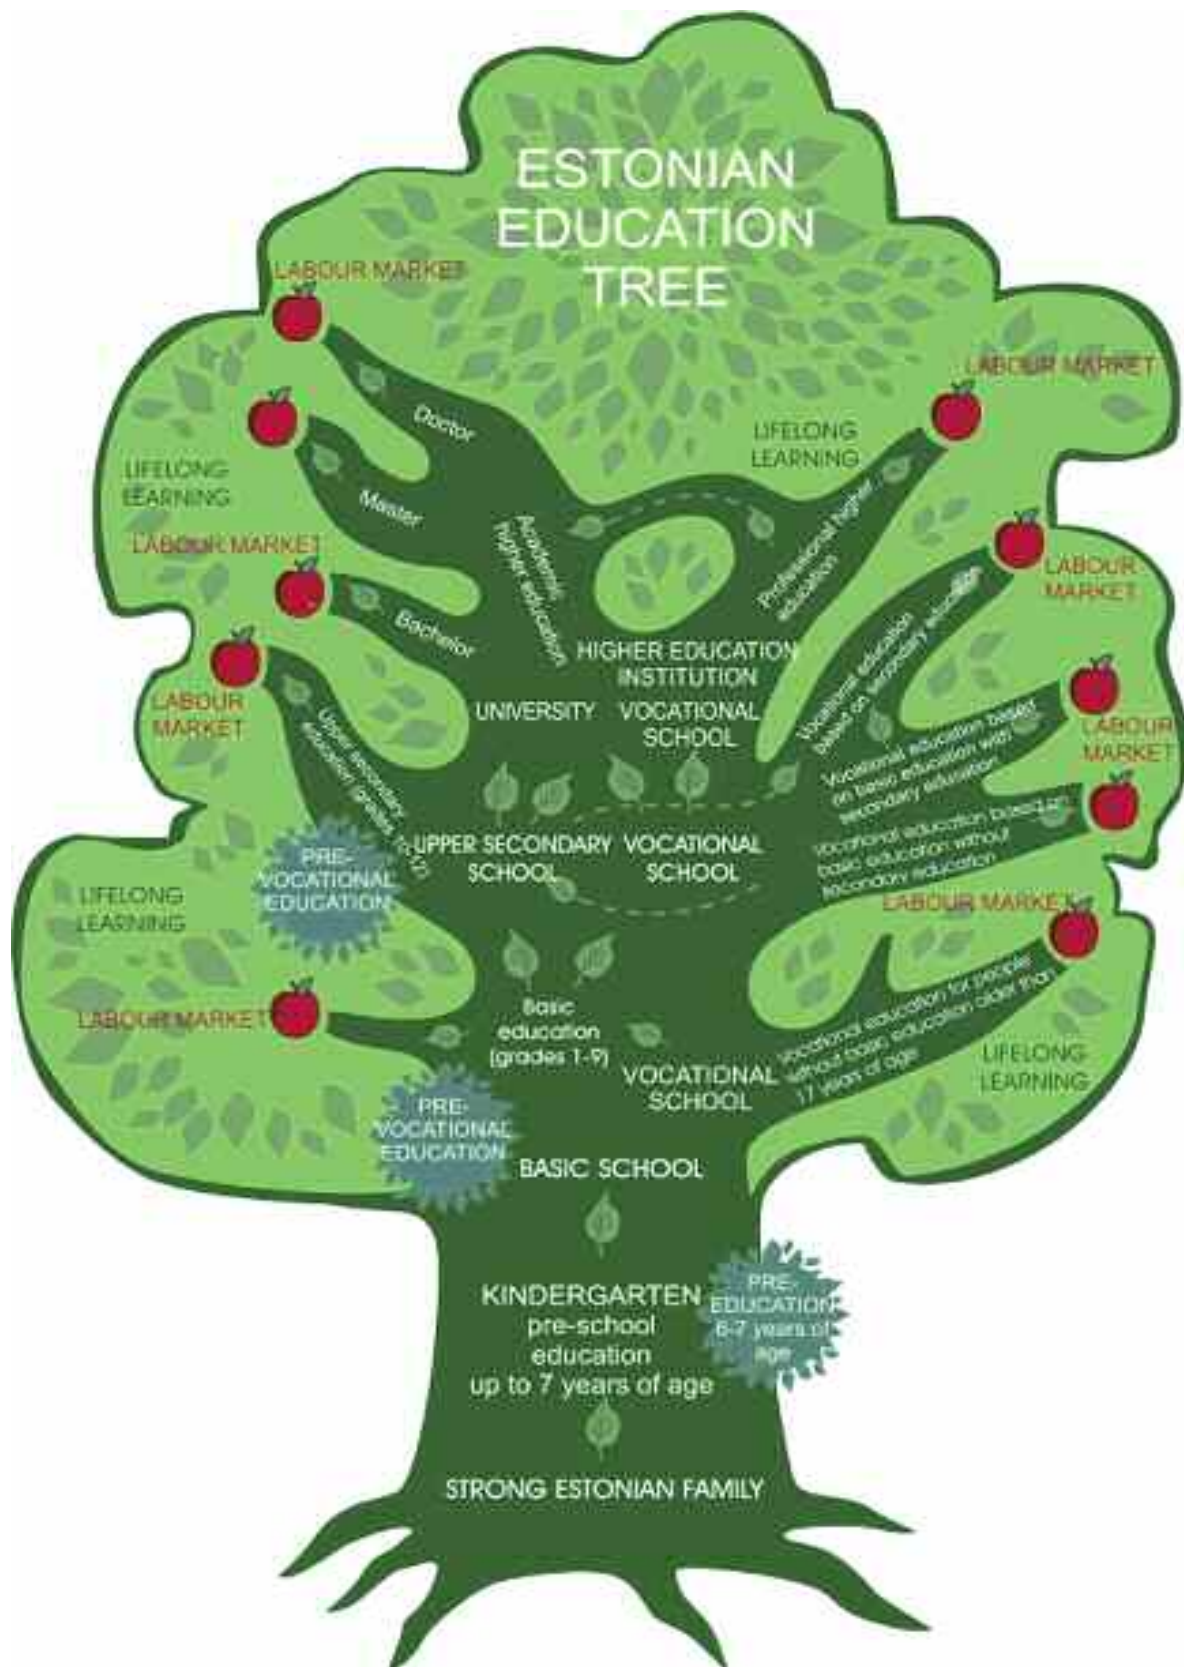 ESTONIAN
EDUCATION
TREE
LABOUR MARKET
LABOUR MARKET
Doctor
LIFELONG
LEARNING
LIFELONG
LEARNING
Master
Academic
higher education
Professional higher
education
LABOUR MARKET
LABOUR
MARKET
Bachelor
HIGHER EDUCATION
INSTITUTION
Vocational education
based on secondary education
LABOUR
MARKET
UNIVERSITY
VOCATIONAL
SCHOOL
Upper secondary
education (grades 10-12)
Vocational education based
on basic education with
secondary education
LABOUR
MARKET
PRE-
VOCATIONAL
EDUCATION
UPPER SECONDARY
SCHOOL
VOCATIONAL
SCHOOL
Vocational education based on
basic education without
secondary education
LIFELONG
LEARNING
LABOUR MARKET
LABOUR MARKET
Basic
education
(grades 1-9)
Vocational education for people
without basic education older than
17 years of age
LIFELONG
LEARNING
VOCATIONAL
SCHOOL
PRE-
VOCATIONAL
EDUCATION
BASIC SCHOOL
KINDERGARTEN
pre-school
education
up to 7 years of age
PRE-
EDUCATION
6-7 years of
age
STRONG ESTONIAN FAMILY